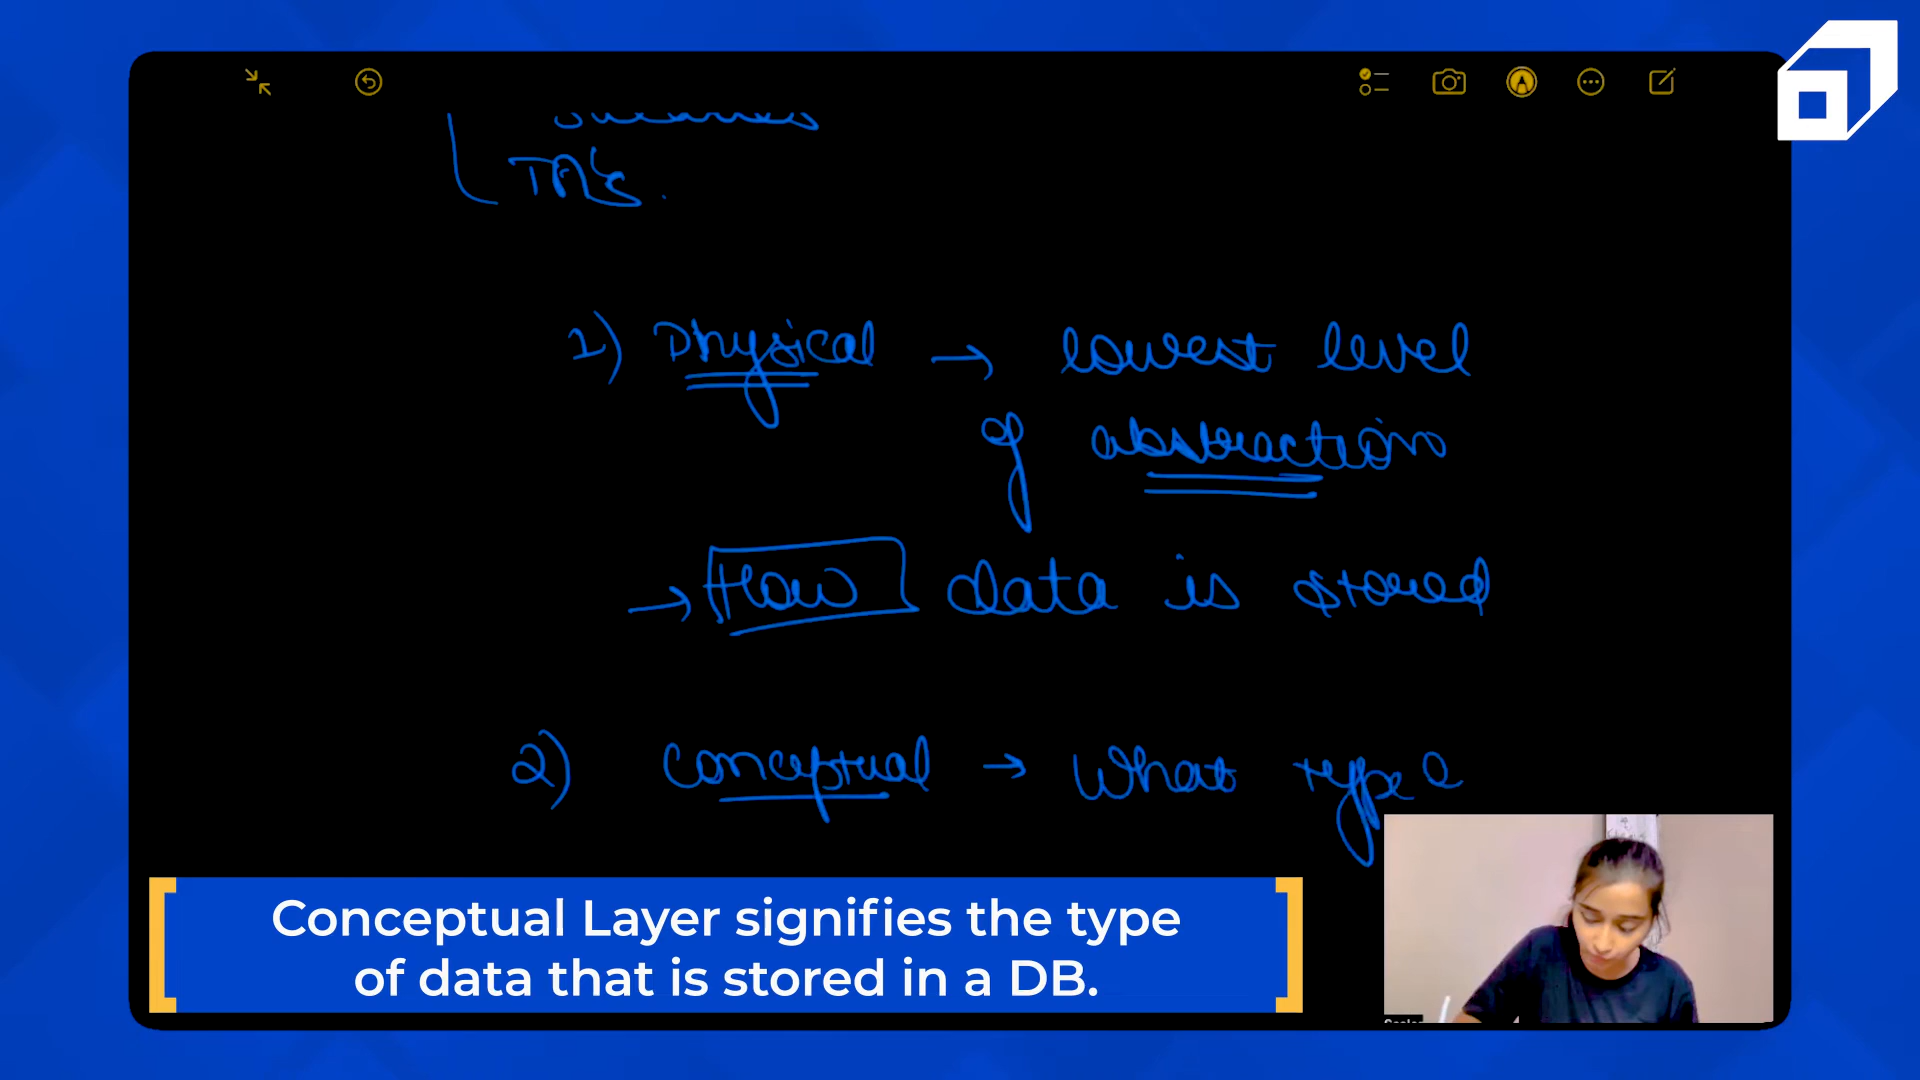 TA's.
1) Physical → lowest level
of abstraction
→ How data is stored
2) Conceptual → What type
Conceptual Layer signifies the type
of data that is stored in a DB.